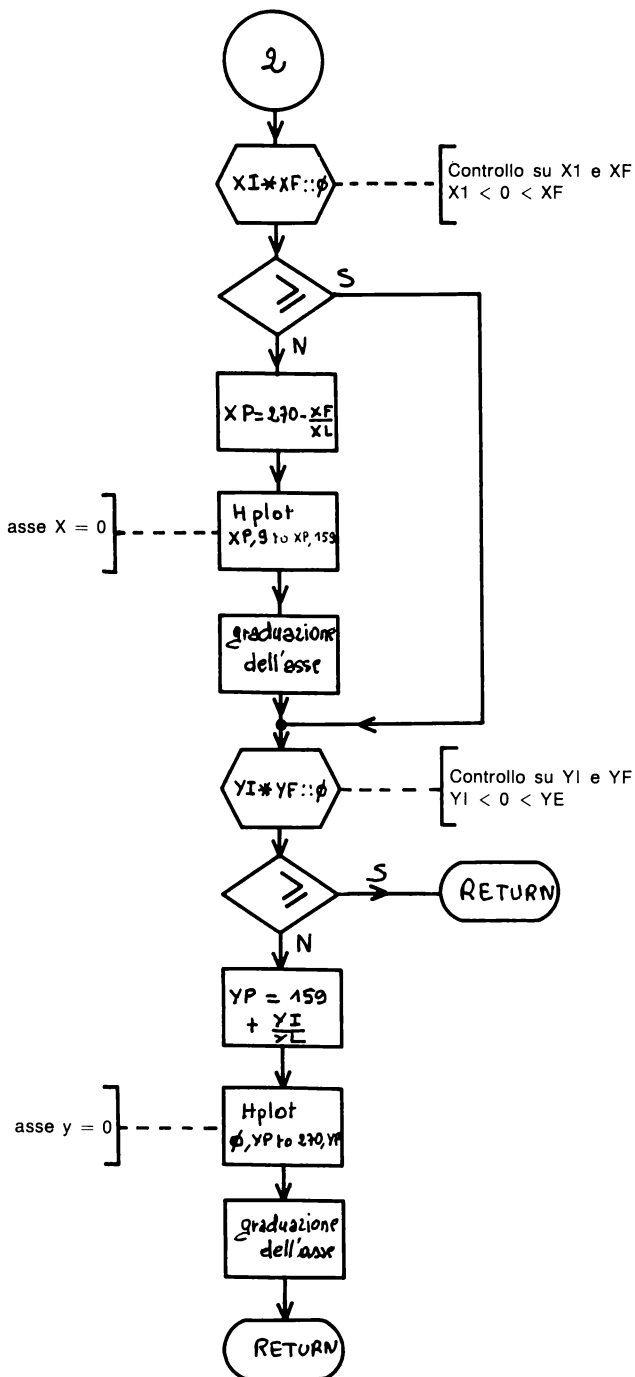 2
XI*XF::ϕ
Controllo su X1 e XF
X1 < 0 < XF
≥
S
N
XP=270-XF/XL
asse X = 0
Hplot
XP,9 to XP,159
graduazione
dell'asse
YI*YF::ϕ
Controllo su YI e YF
YI < 0 < YE
≥
S
RETURN
N
YP = 159
+ YI/YL
asse y = 0
Hplot
ϕ,YP to 270,YP
graduazione
dell'asse
RETURN